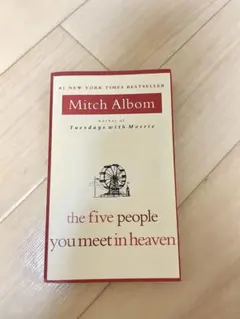 #1 NEW YORK TIMES BESTSELLER
Mitch Albom
author of
Tuesdays with Morrie
the five people
you meet in heaven